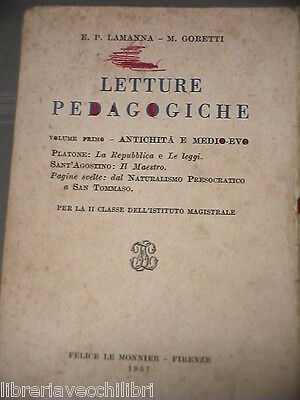 E. P. LAMANNA - M. GORETTI
LETTURE
PEDAGOGICHE
VOLUME PRIMO - ANTICHITÀ E MEDIO-EVO
PLATONE: La Repubblica e Le leggi.
SANT'AGOSTINO: Il Maestro.
Pagine scelte: dal NATURALISMO PRESOCRATICO
a SAN TOMMASO.
PER LA II CLASSE DELL'ISTITUTO MAGISTRALE
FELICE LE MONNIER - FIRENZE
1951
libreriavecchilibri